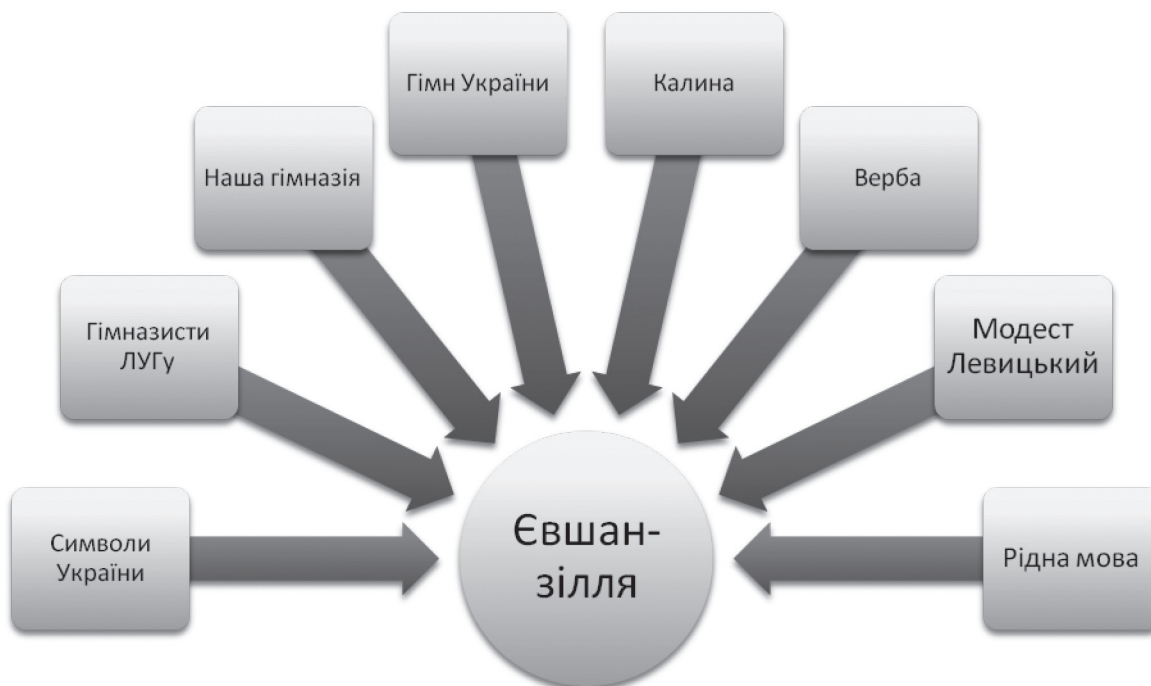 Гімн України
Калина
Наша гімназія
Верба
Гімназисти
ЛУГу
Модест
Левицький
Символи
України
Євшан-
зілля
Рідна мова